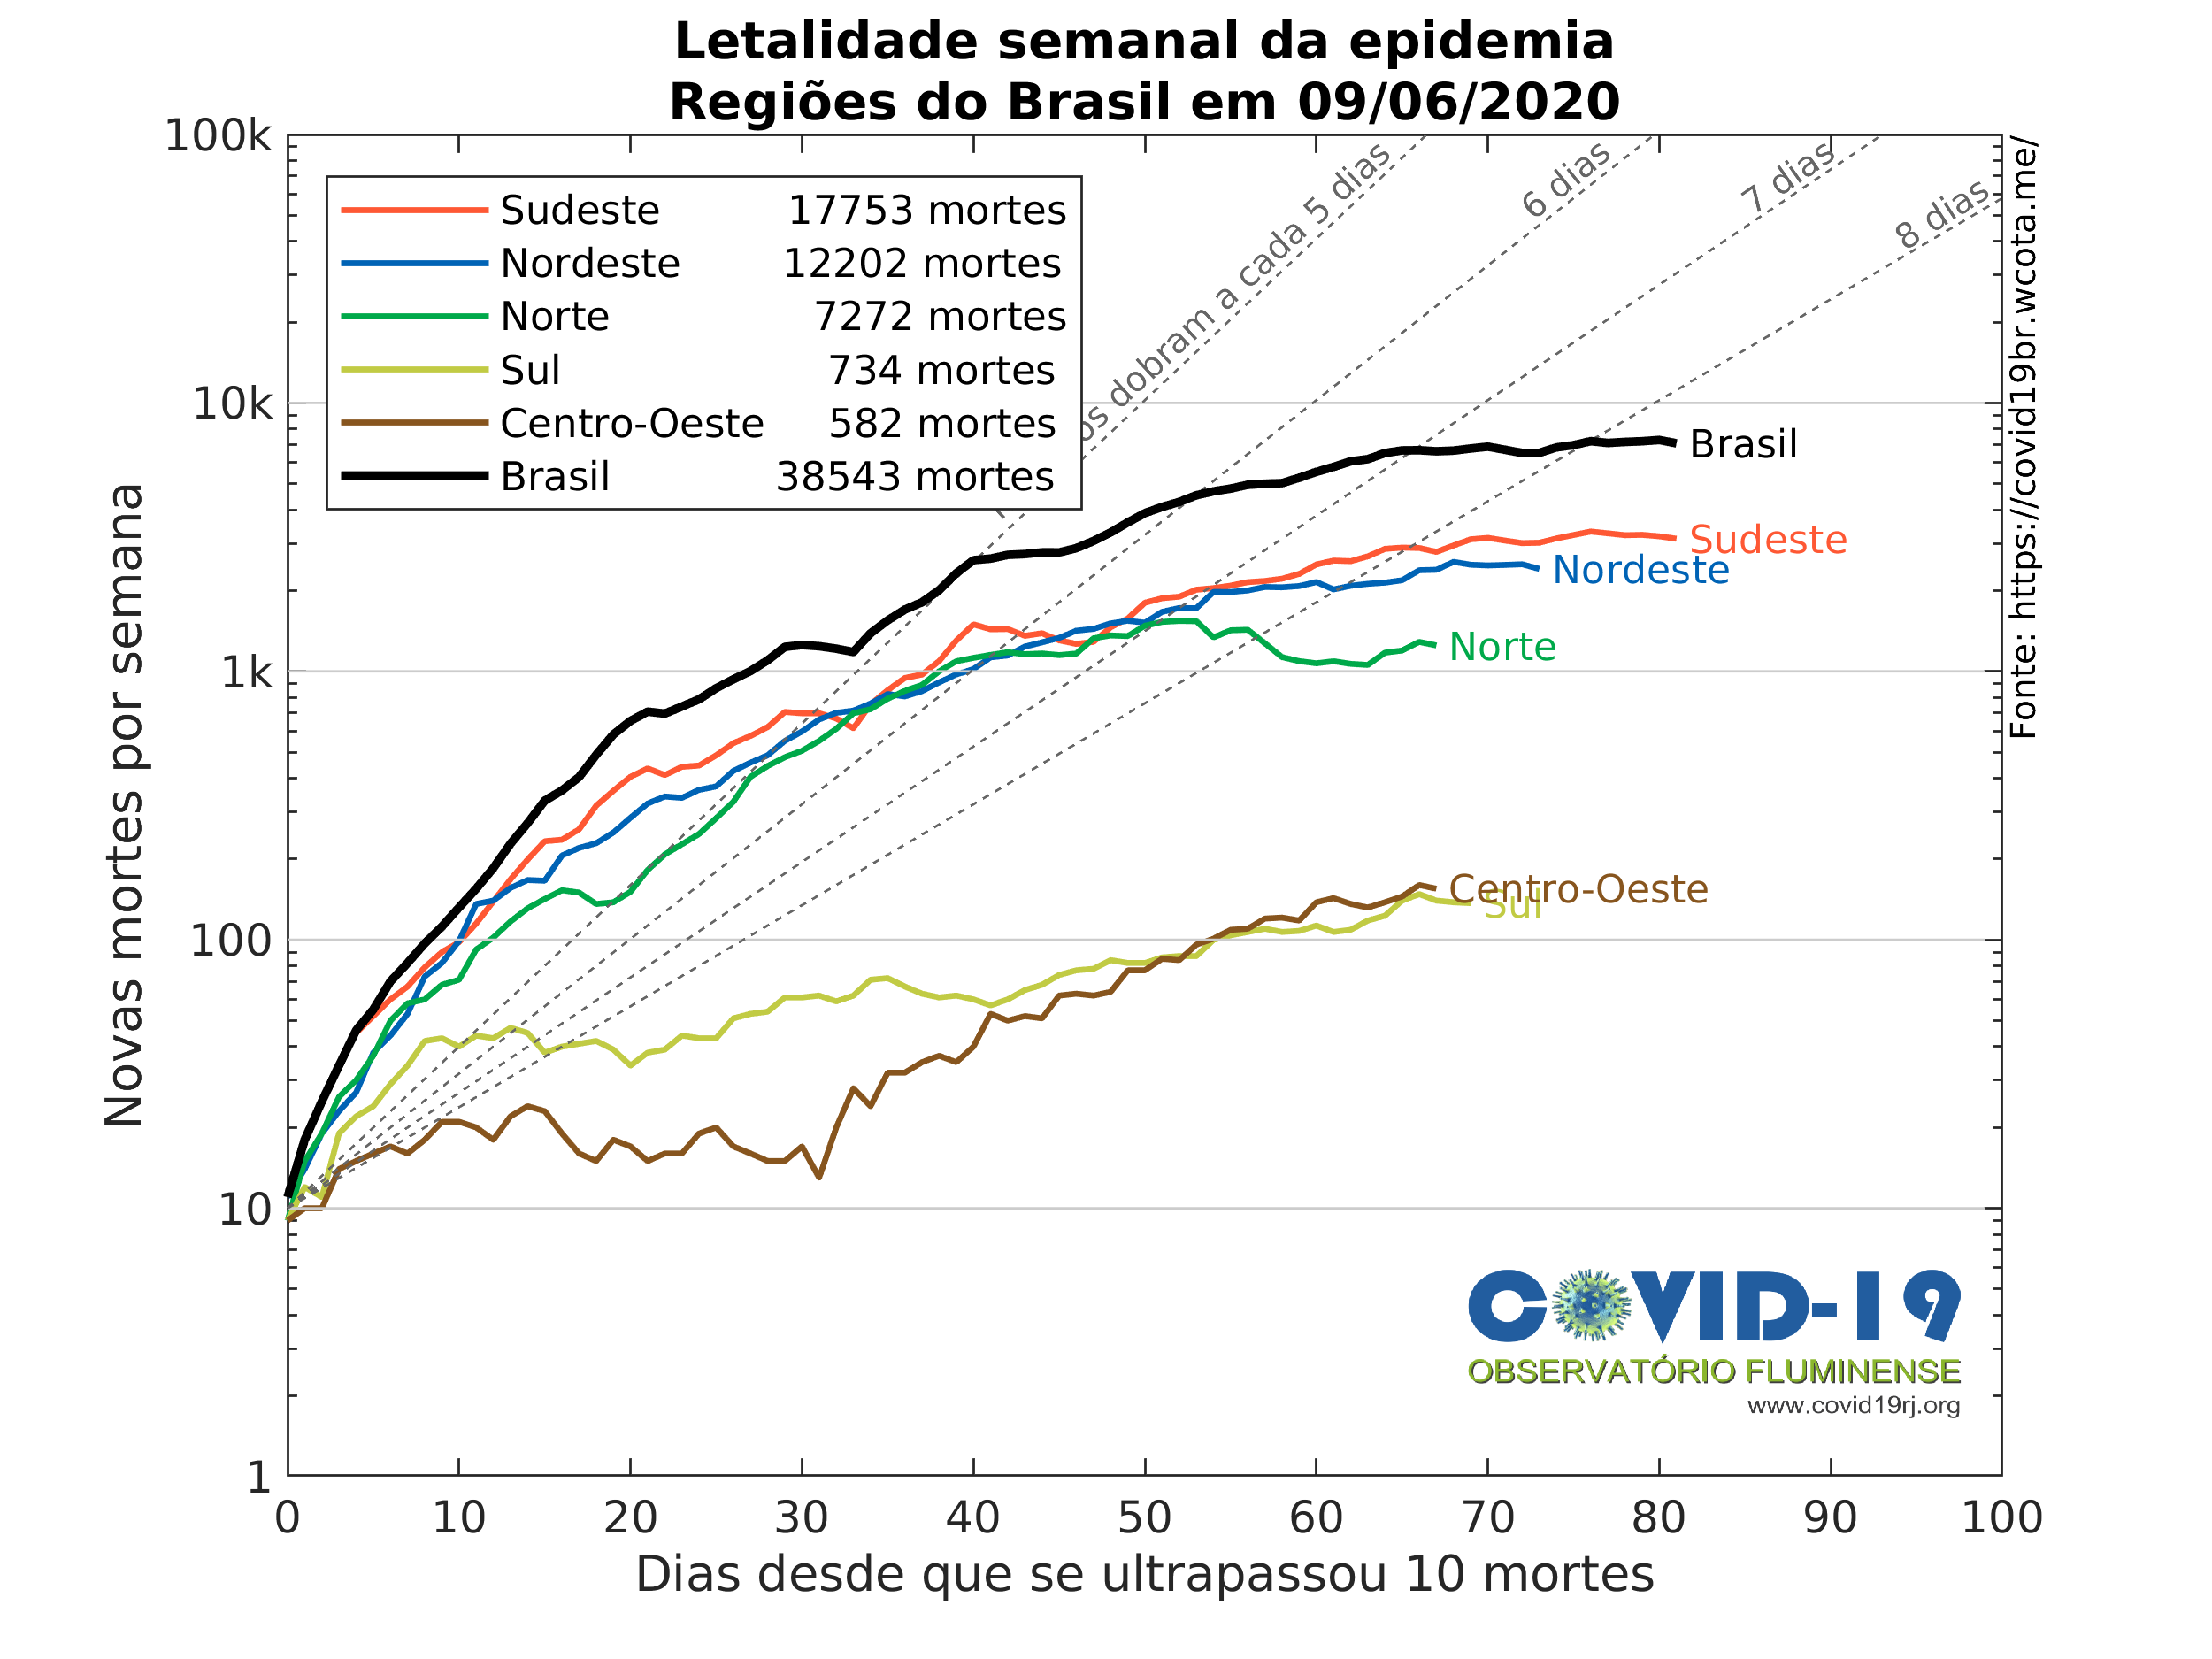 Letalidade semanal da epidemia
Regiões do Brasil em 09/06/2020
100k
10k
1k
100
10
1
Novas mortes por semana
Sudeste 17753 mortes
Nordeste 12202 mortes
Norte 7272 mortes
Sul 734 mortes
Centro-Oeste 582 mortes
Brasil 38543 mortes
dobram a cada 5 dias
6 dias
7 dias
8 dias
Brasil
Sudeste
Nordeste
Norte
Centro-Oeste
Sul
Fonte: https://covid19br.wcota.me/
COVID-19
OBSERVATÓRIO FLUMINENSE
www.covid19rj.org
0 10 20 30 40 50 60 70 80 90 100
Dias desde que se ultrapassou 10 mortes